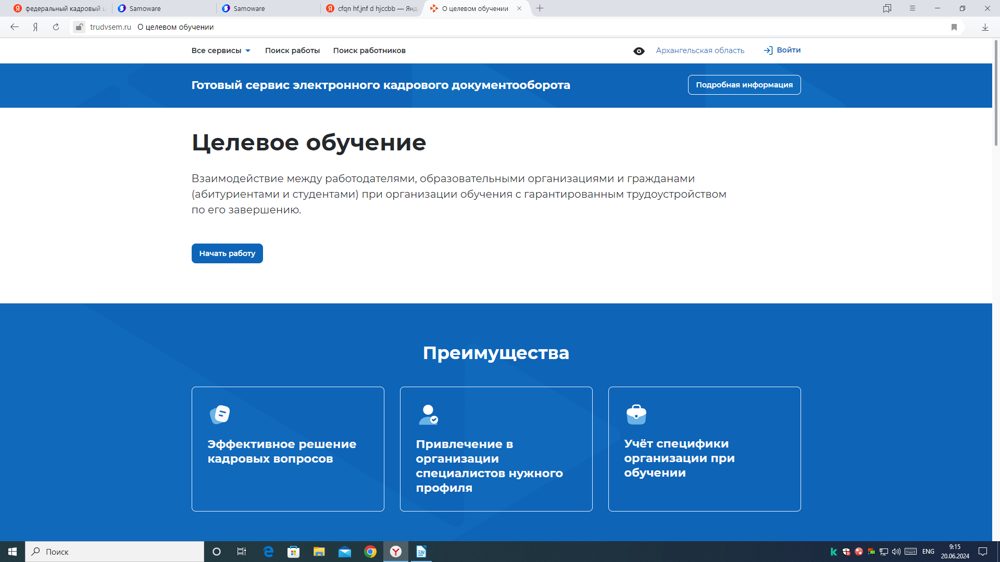 федеральный кадровый
Samoware
Samoware
cfqn hf,jnf d hjccbb — Янд
О целевом обучении
trudvsem.ru О целевом обучении
Все сервисы
Поиск работы
Поиск работников
Архангельская область
Войти
Готовый сервис электронного кадрового документооборота
Подробная информация
Целевое обучение
Взаимодействие между работодателями, образовательными организациями и гражданами
(абитуриентами и студентами) при организации обучения с гарантированным трудоустройством
по его завершению.
Начать работу
Преимущества
Эффективное решение
кадровых вопросов
Привлечение в
организации
специалистов нужного
профиля
Учёт специфики
организации при
обучении
Поиск
ENG
9:15
20.06.2024